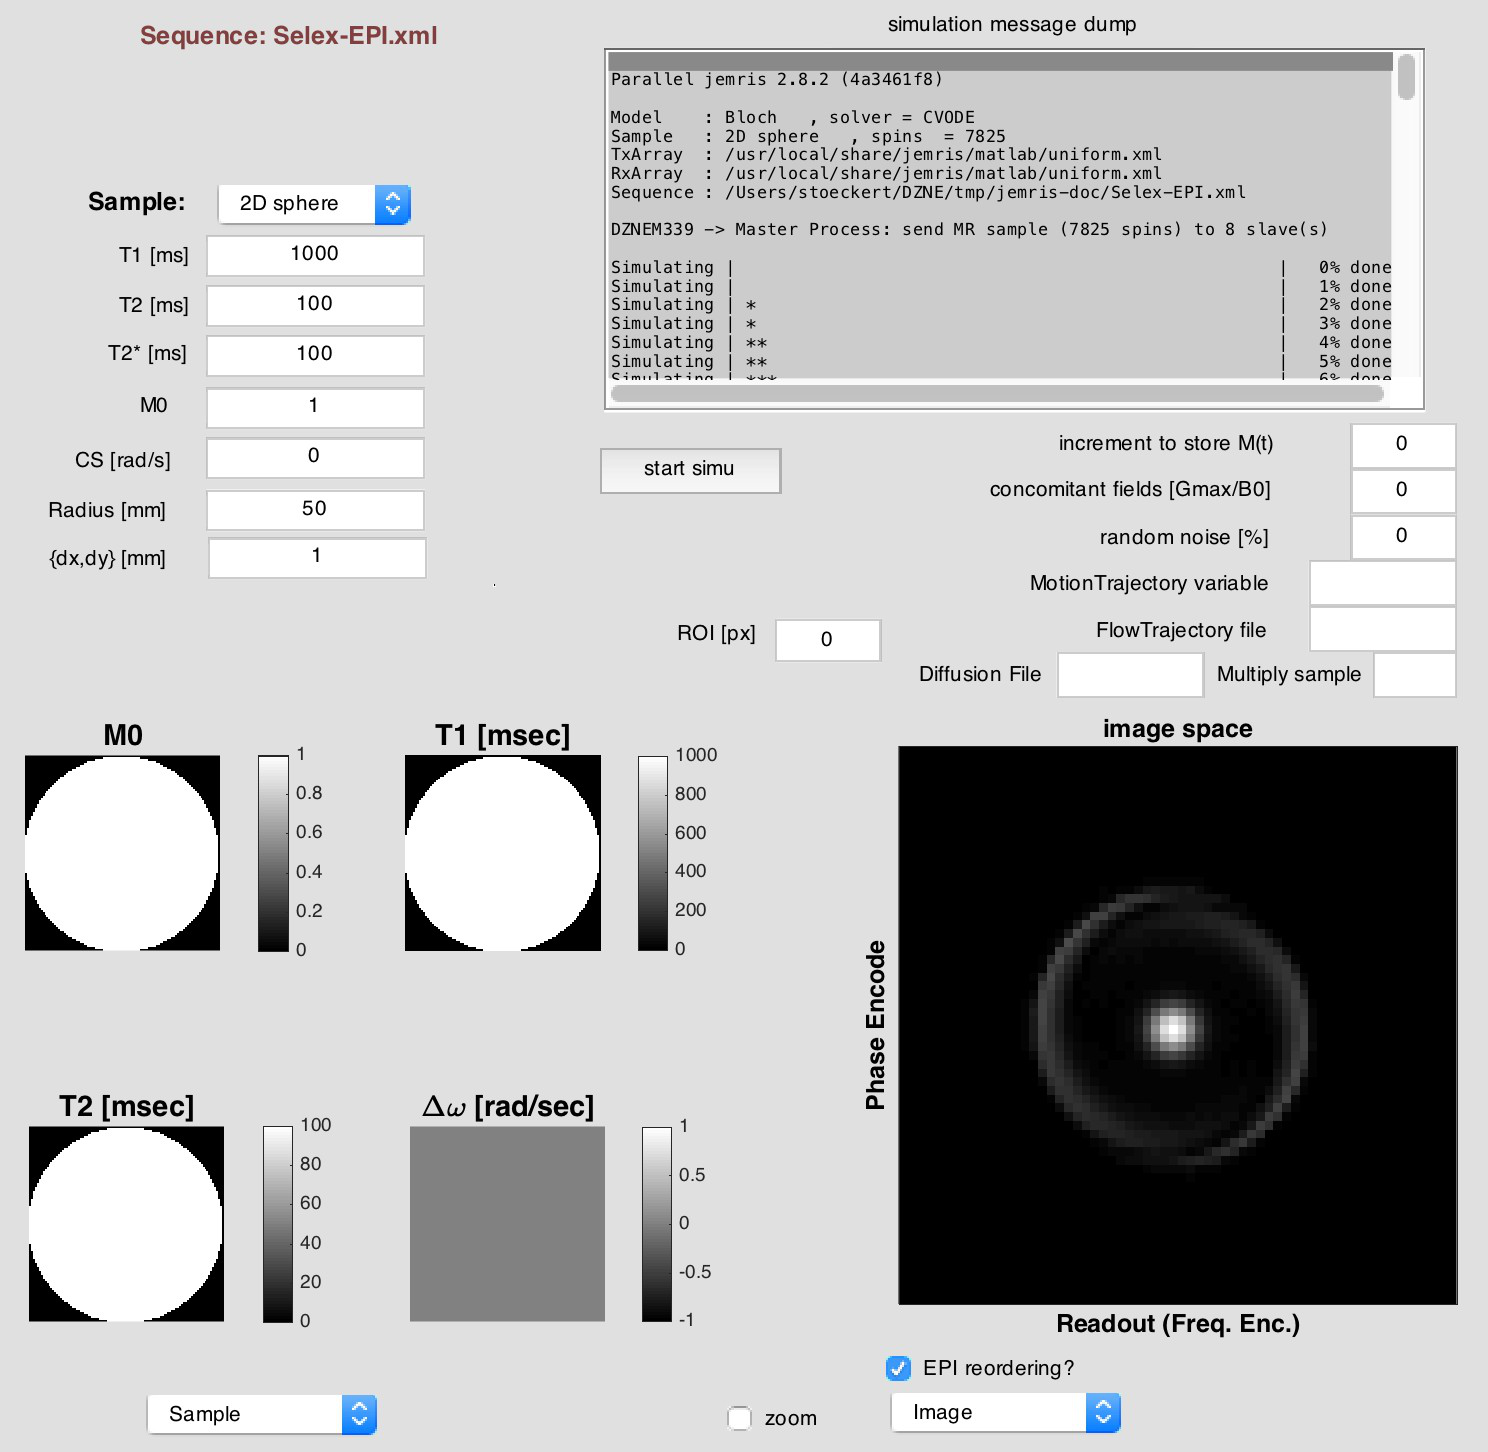 Sequence: Selex-EPI.xml
simulation message dump
Parallel jemris 2.8.2 (4a3461f8)
Model : Bloch , solver = CVODE
Sample : 2D sphere , spins = 7825
TxArray : /usr/local/share/jemris/matlab/uniform.xml
RxArray : /usr/local/share/jemris/matlab/uniform.xml
Sequence : /Users/stoeckert/DZNE/tmp/jemris-doc/Selex-EPI.xml
DZNEM339 -> Master Process: send MR sample (7825 spins) to 8 slave(s)
Simulating | | 0% done
Simulating | | 1% done
Simulating | * | 2% done
Simulating | * | 3% done
Simulating | ** | 4% done
Simulating | ** | 5% done
Simulating | *** | 6% done
Sample: 2D sphere
T1 [ms] 1000
T2 [ms] 100
T2* [ms] 100
M0 1
CS [rad/s] 0
Radius [mm] 50
{dx,dy} [mm] 1
start simu
increment to store M(t) 0
concomitant fields [Gmax/B0] 0
random noise [%] 0
MotionTrajectory variable
FlowTrajectory file
ROI [px] 0
Diffusion File
Multiply sample
M0
1
0.8
0.6
0.4
0.2
0
T1 [msec]
1000
800
600
400
200
0
image space
Phase Encode
Readout (Freq. Enc.)
T2 [msec]
100
80
60
40
20
0
Δω [rad/sec]
1
0.5
0
-0.5
-1
EPI reordering?
Sample
zoom
Image